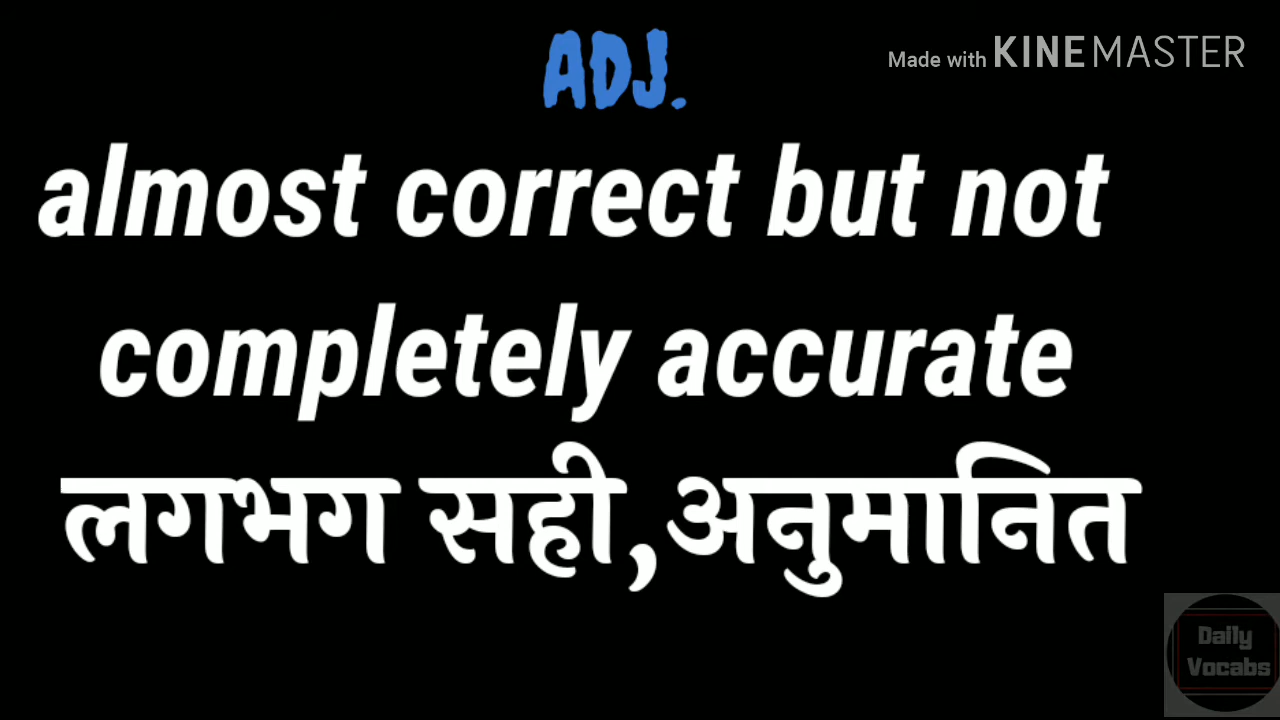 ADJ.
Made with KINEMASTER
almost correct but not
completely accurate
लगभग सही,अनुमानित
Daily
Vocabs